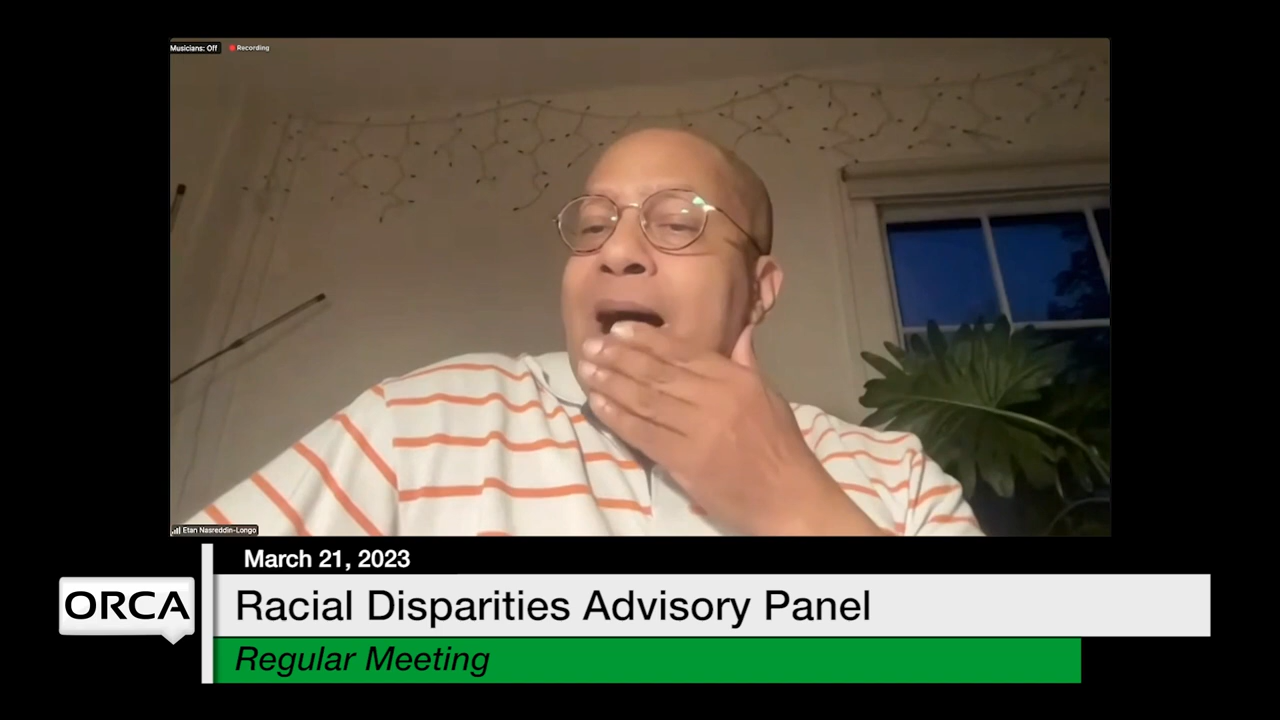 Musicians: Off Recording
Etan Nasreddin-Longo
March 21, 2023
ORCA
Racial Disparities Advisory Panel
Regular Meeting